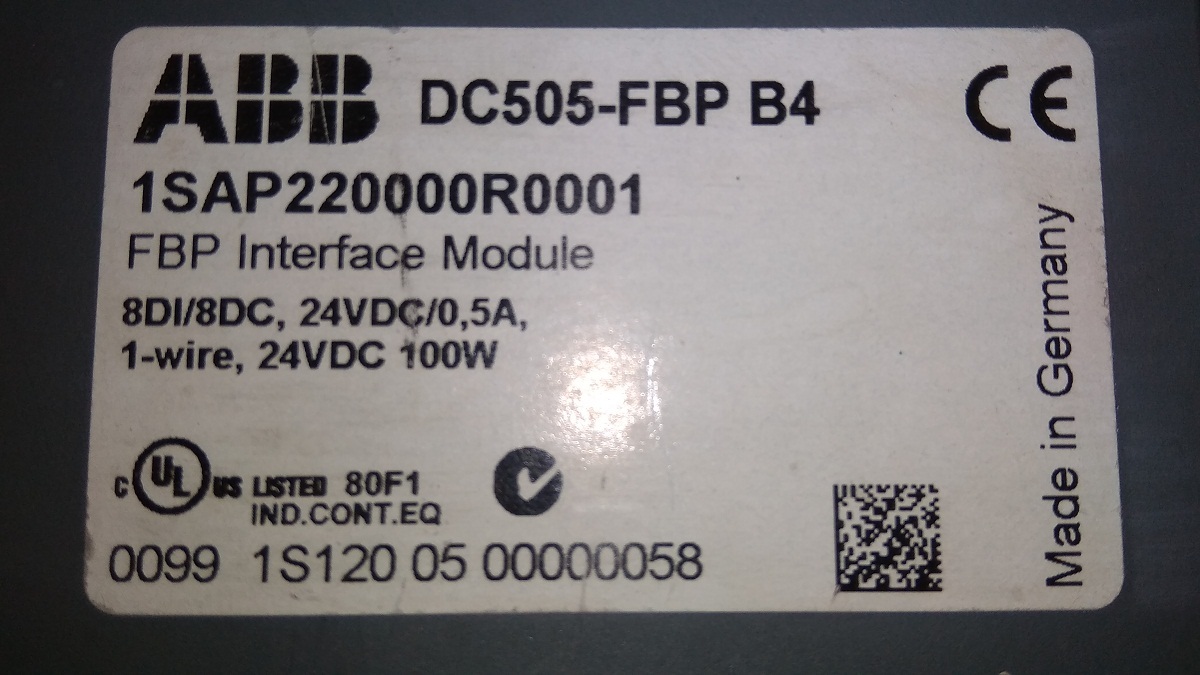 ABB DC505-FBP B4 CE
1SAP220000R0001
FBP Interface Module
8DI/8DC, 24VDC/0,5A,
1-wire, 24VDC 100W
C UL US LISTED 80F1
IND.CONT.EQ
0099 1S120 05 00000058
Made in Germany